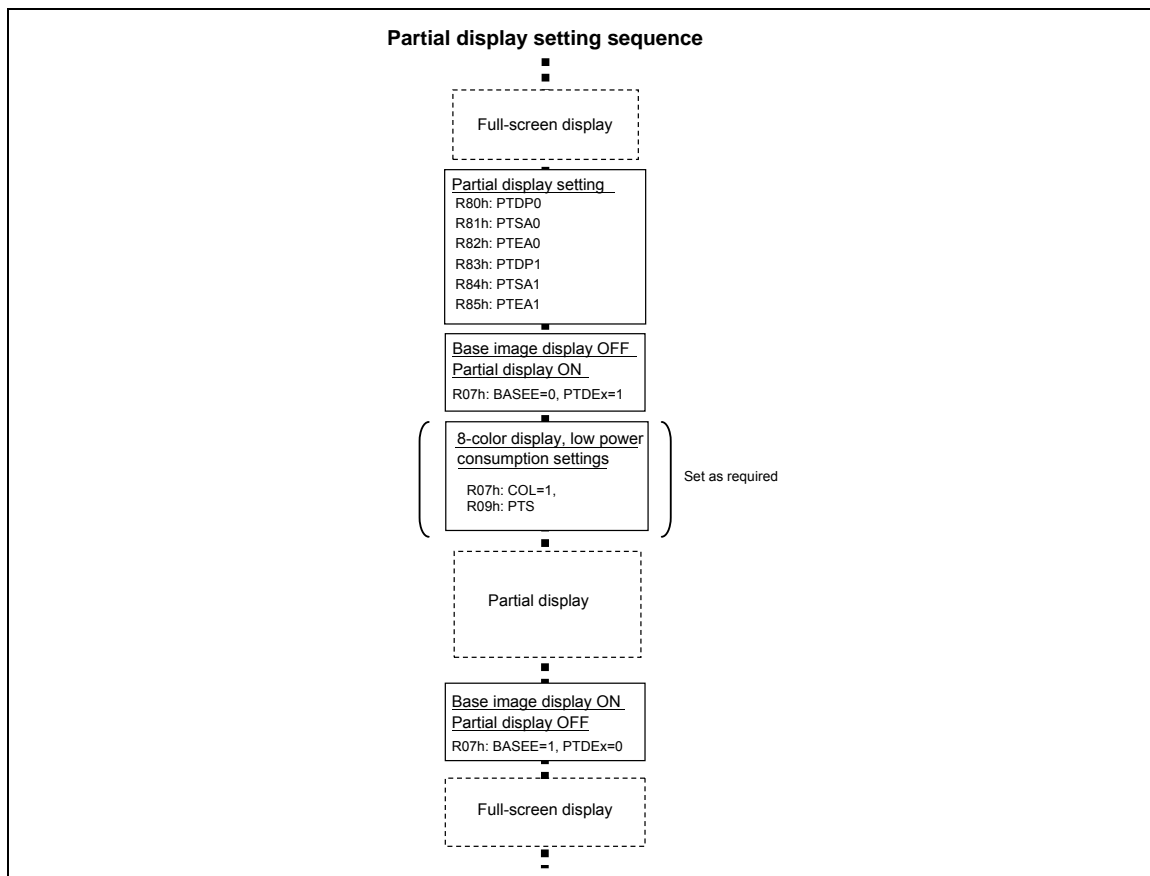 Partial display setting sequence
Full-screen display
Partial display setting
R80h: PTDP0
R81h: PTSA0
R82h: PTEA0
R83h: PTDP1
R84h: PTSA1
R85h: PTEA1
Base image display OFF
Partial display ON
R07h: BASEE=0, PTDEx=1
8-color display, low power
consumption settings
R07h: COL=1,
R09h: PTS
Set as required
Partial display
Base image display ON
Partial display OFF
R07h: BASEE=1, PTDEx=0
Full-screen display